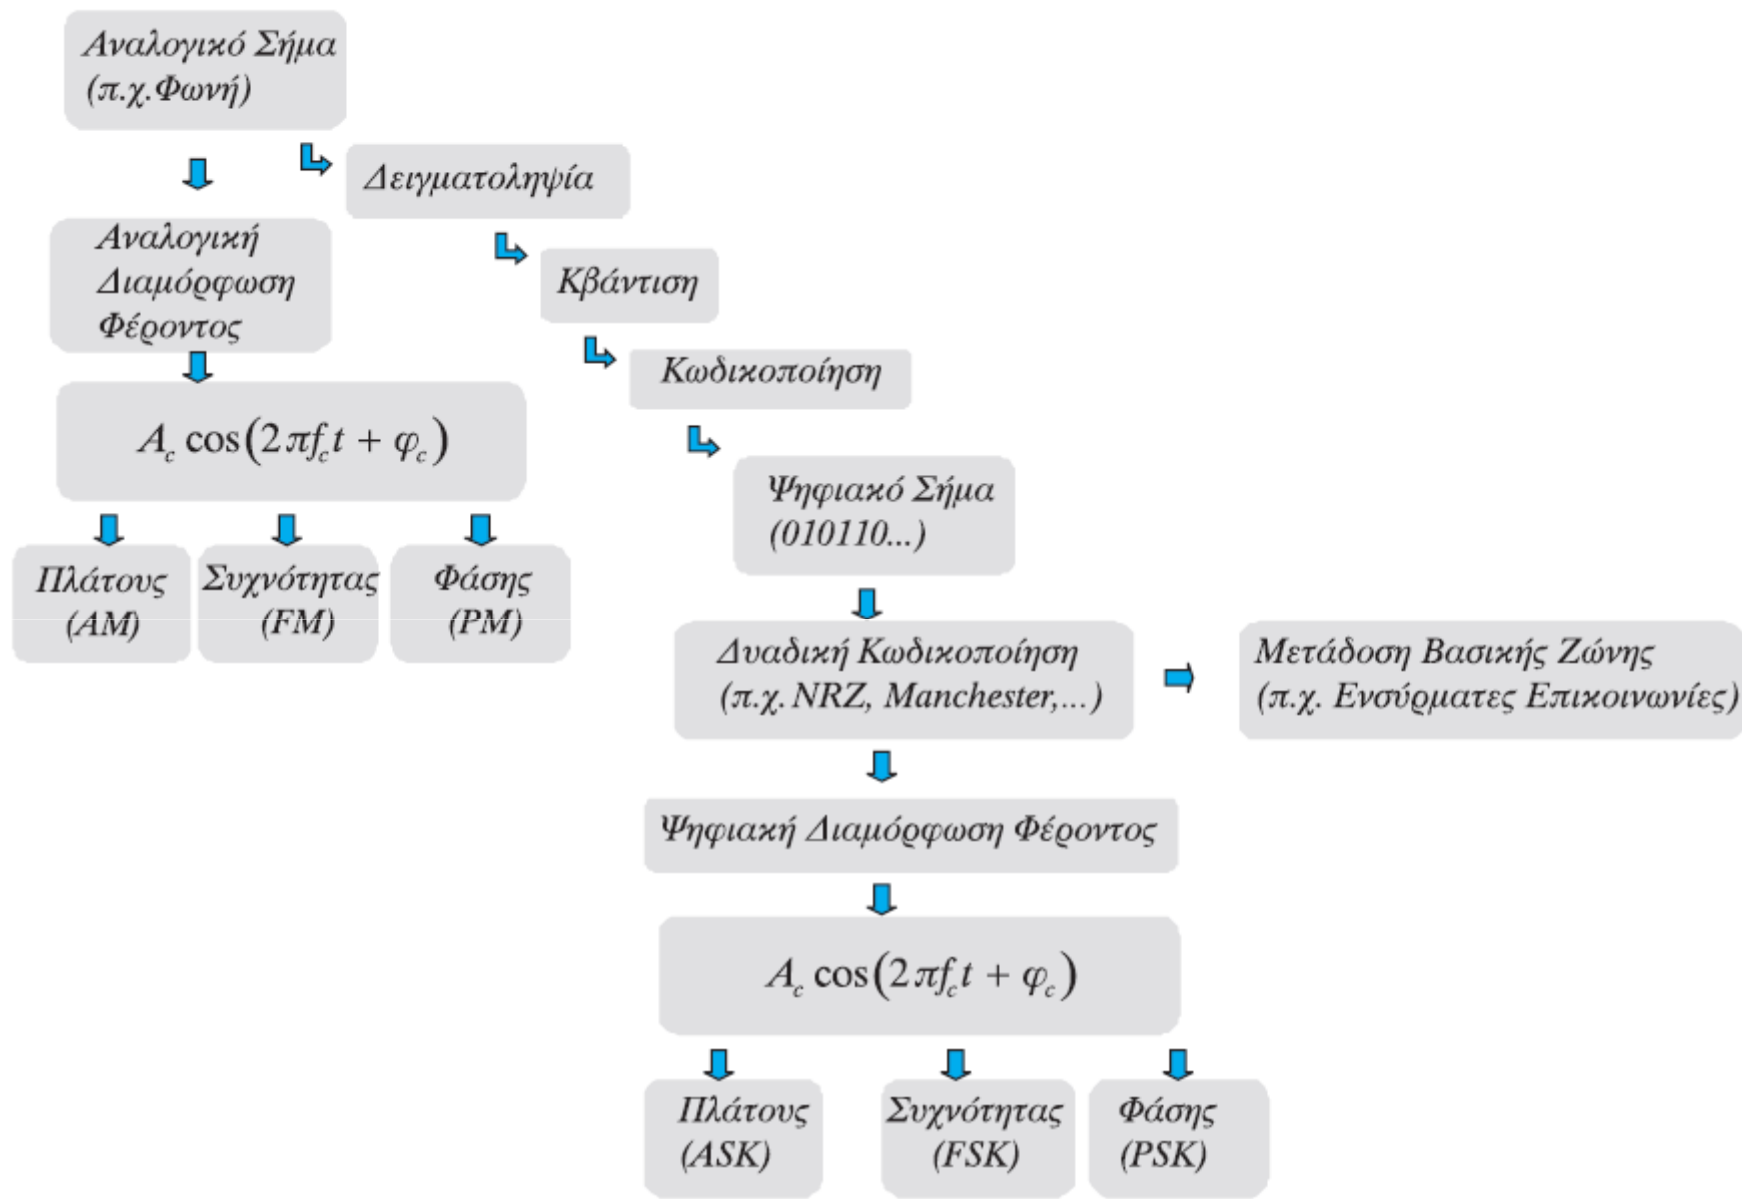 Αναλογικό Σήμα
(π.χ.Φωνή)
Δειγματοληψία
Αναλογική
Διαμόρφωση
Φέροντος
Κβάντιση
Κωδικοποίηση
A_c cos(2πf_c t + φ_c)
Ψηφιακό Σήμα
(010110...)
Πλάτους
(AM)
Συχνότητας
(FM)
Φάσης
(PM)
Δυαδική Κωδικοποίηση
(π.χ. NRZ, Manchester,...)
Μετάδοση Βασικής Ζώνης
(π.χ. Ενσύρματες Επικοινωνίες)
Ψηφιακή Διαμόρφωση Φέροντος
A_c cos(2πf_c t + φ_c)
Πλάτους
(ASK)
Συχνότητας
(FSK)
Φάσης
(PSK)